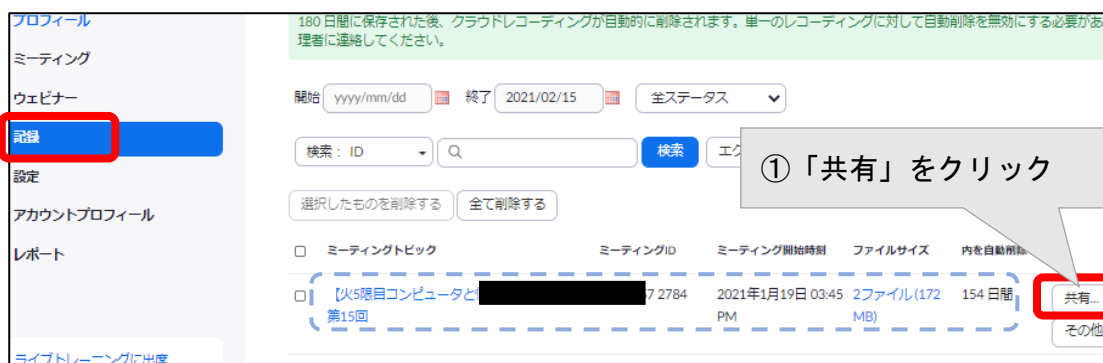 プロフィール
ミーティング
ウェビナー
記録
設定
アカウントプロフィール
レポート
ライブトレーニングに出席
180 日間に保存された後、クラウドレコーディングが自動的に削除されます。単一のレコーディングに対して自動削除を無効にする必要があ
理者に連絡してください。
開始 yyyy/mm/dd 終了 2021/02/15 全ステータス
検索： ID 検索 エク
①「共有」をクリック
選択したものを削除する 全て削除する
ミーティングトピック ミーティングID ミーティング開始時刻 ファイルサイズ 内を自動削除
【火5限目コンピュータと 7 2784 2021年1月19日 03:45 2ファイル (172 154 日間 共有...
第15回 PM MB) その他